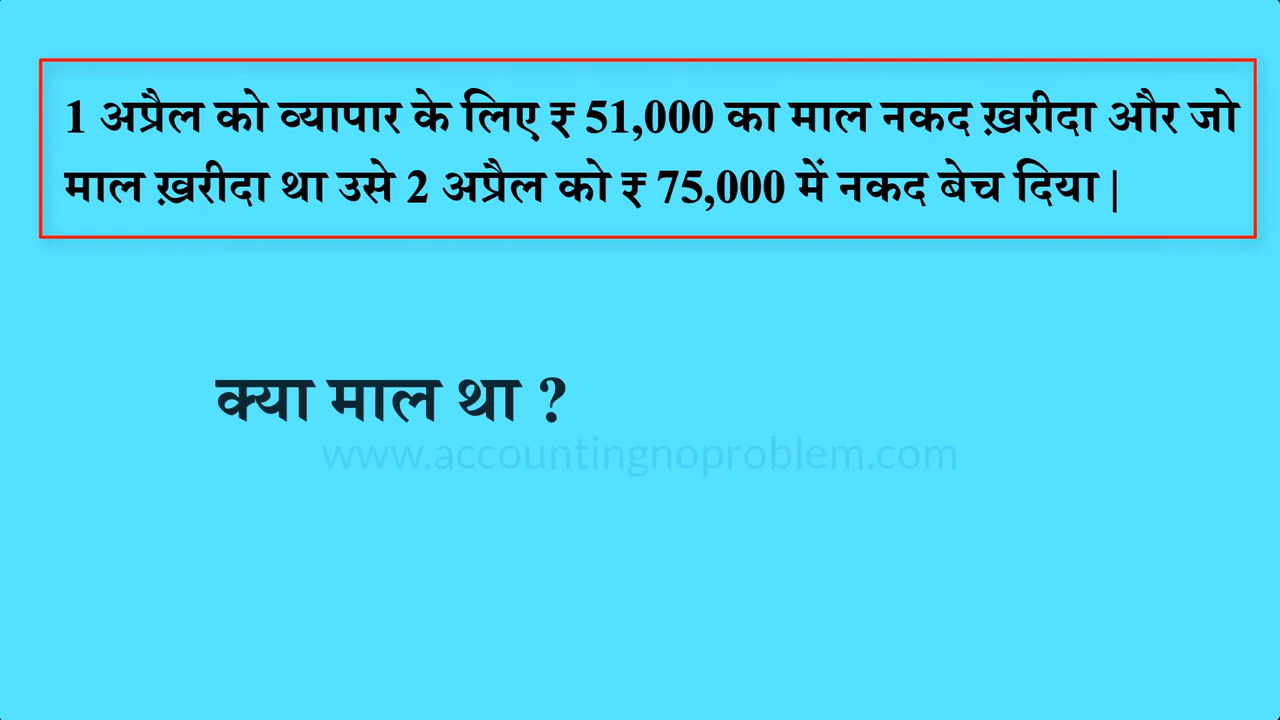 1 अप्रैल को व्यापार के लिए ₹ 51,000 का माल नकद ख़रीदा और जो
माल ख़रीदा था उसे 2 अप्रैल को ₹ 75,000 में नकद बेच दिया |
क्या माल था ?
www.accountingnoproblem.com